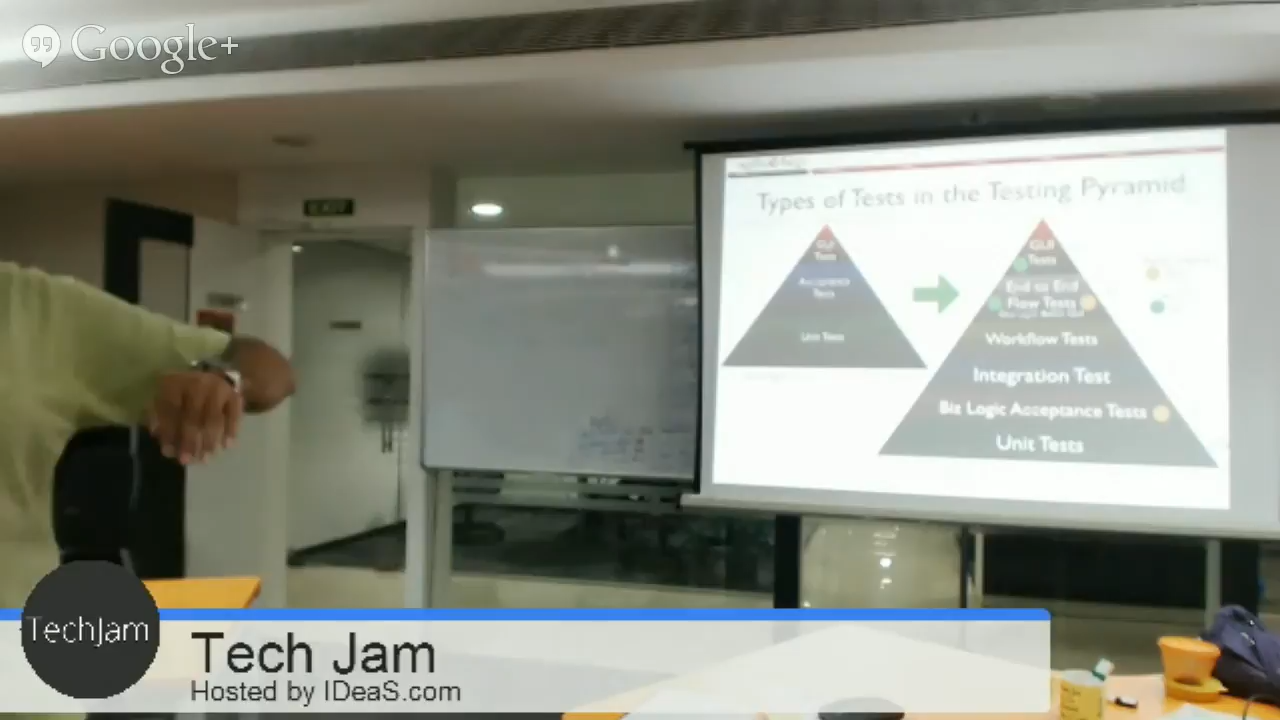 Google+
EXIT
Types of Tests in the Testing Pyramid
GUI
Tests
Acceptance
Tests
Unit Tests
GUI
Tests
End to End
Flow Tests
Workflow Tests
Integration Test
Biz Logic Acceptance Tests
Unit Tests
TechJam
Tech Jam
Hosted by IDeaS.com